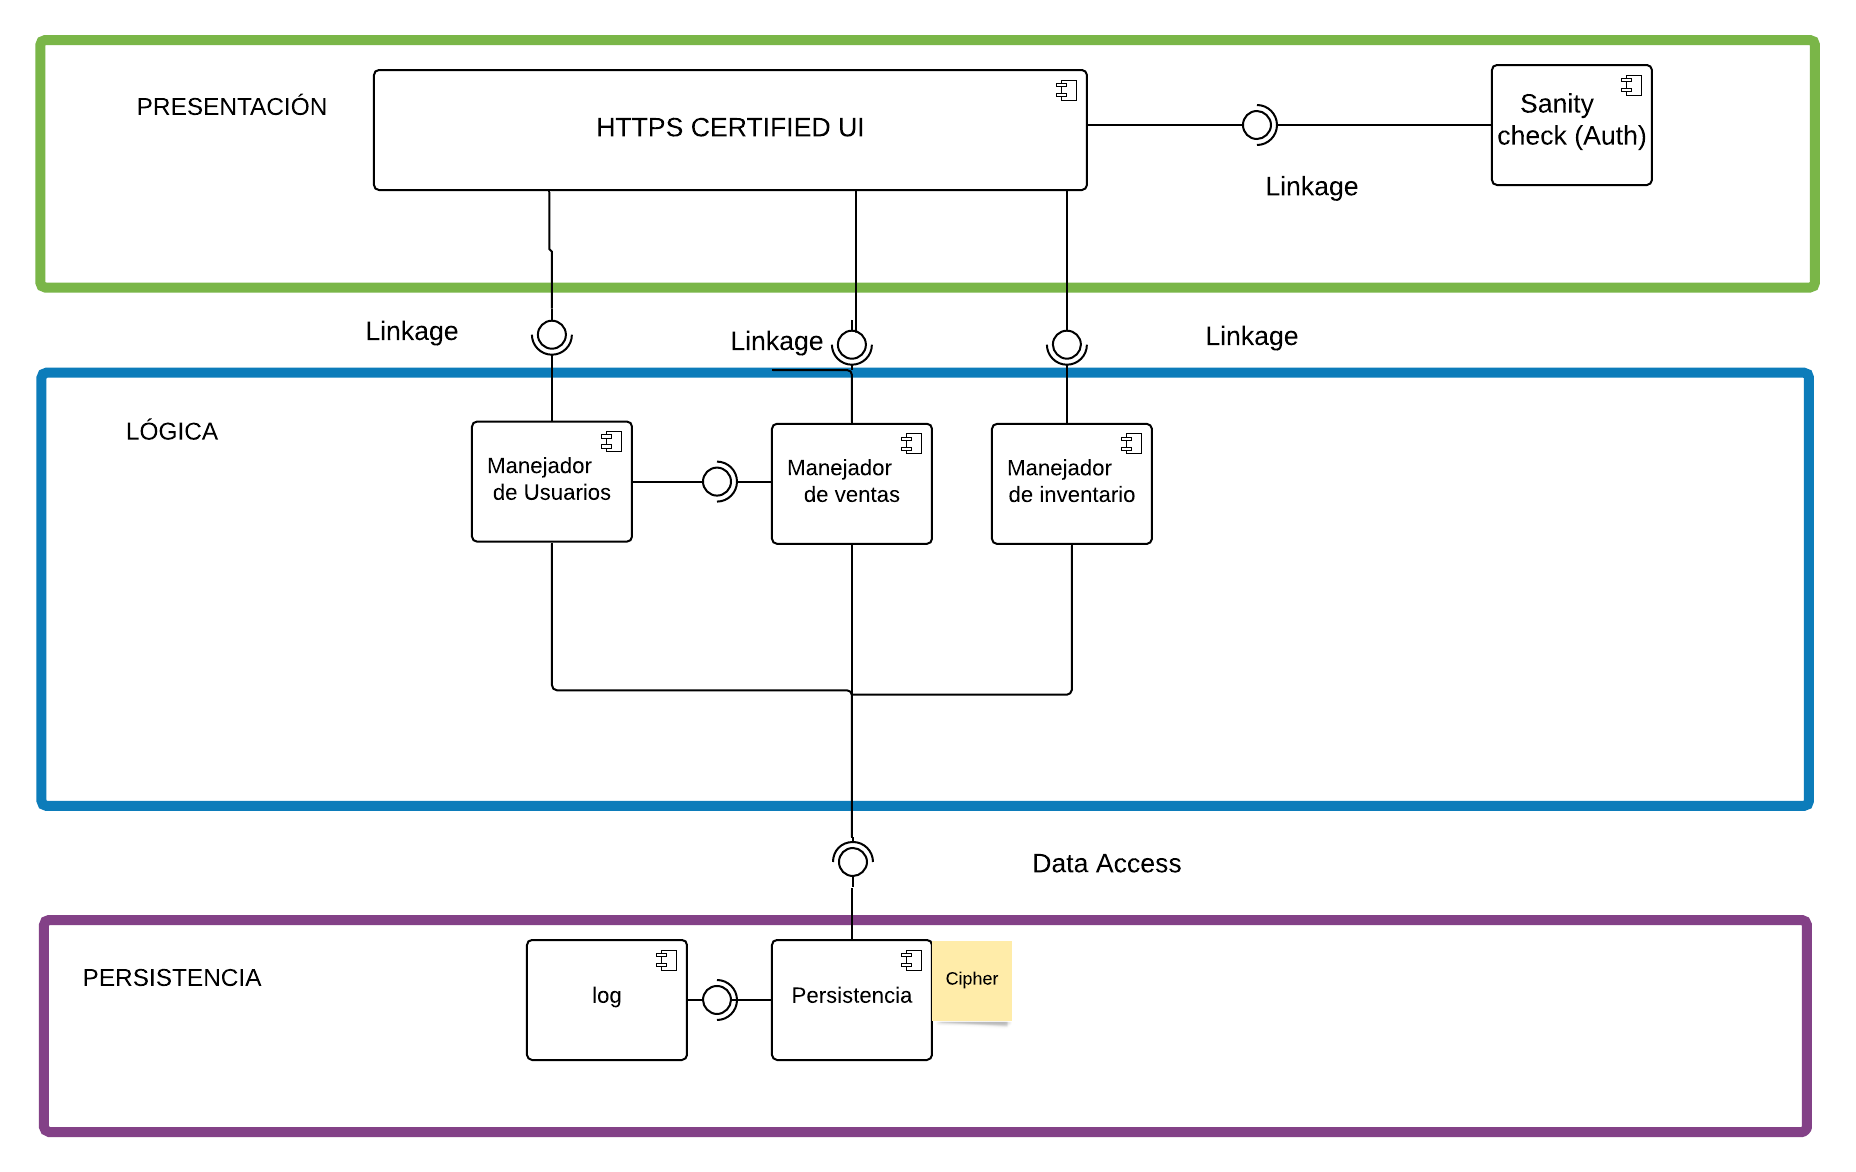 PRESENTACIÓN
HTTPS CERTIFIED UI
Sanity
check (Auth)
Linkage
Linkage
Linkage
Linkage
LÓGICA
Manejador
de Usuarios
Manejador
de ventas
Manejador
de inventario
Data Access
PERSISTENCIA
log
Persistencia
Cipher